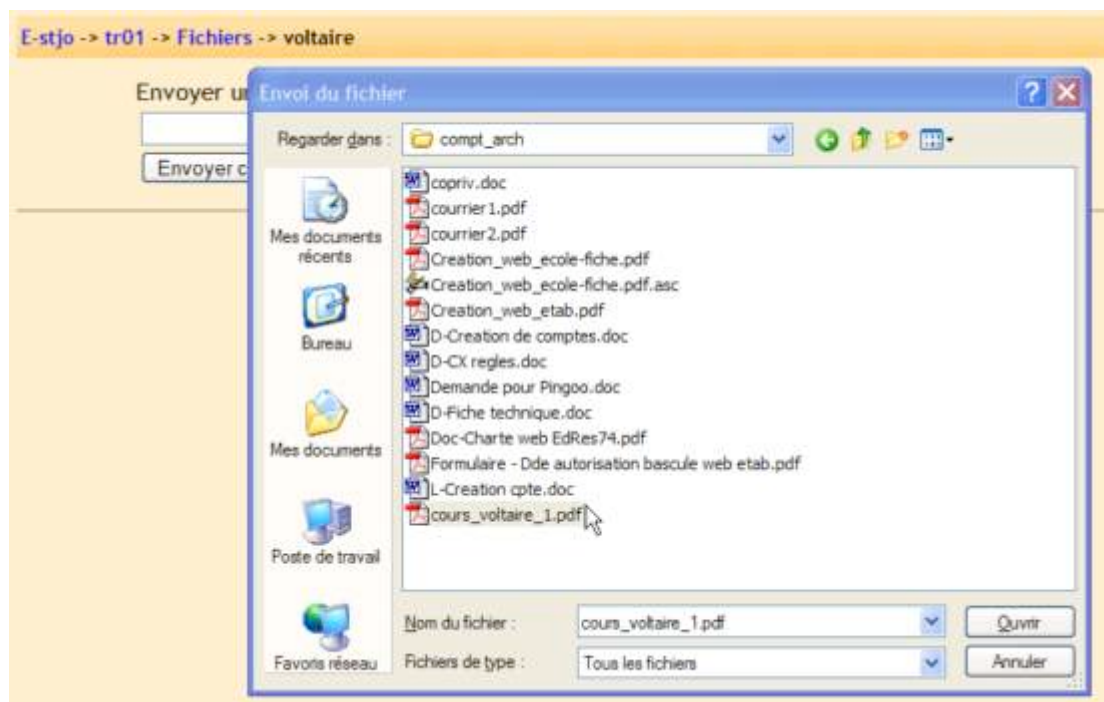 E-stjo -> tr01 -> Fichiers -> voltaire
Envoyer
Envoi du fichier
Regarder dans :
compt_arch
Envoyer
copriv.doc
courrier1.pdf
courrier2.pdf
Creation_web_ecole-fiche.pdf
Creation_web_ecole-fiche.pdf.asc
Creation_web_etab.pdf
D-Creation de comptes.doc
D-CX regles.doc
Demande pour Pingoo.doc
D-Fiche technique.doc
Doc-Charte web EdRes74.pdf
Formulaire - Dde autorisation bascule web etab.pdf
L-Creation cpte.doc
cours_voltaire_1.pdf
Mes documents
récents
Bureau
Mes documents
Poste de travail
Favoris réseau
Nom du fichier :
cours_voltaire_1.pdf
Ouvrir
Fichiers de type :
Tous les fichiers
Annuler